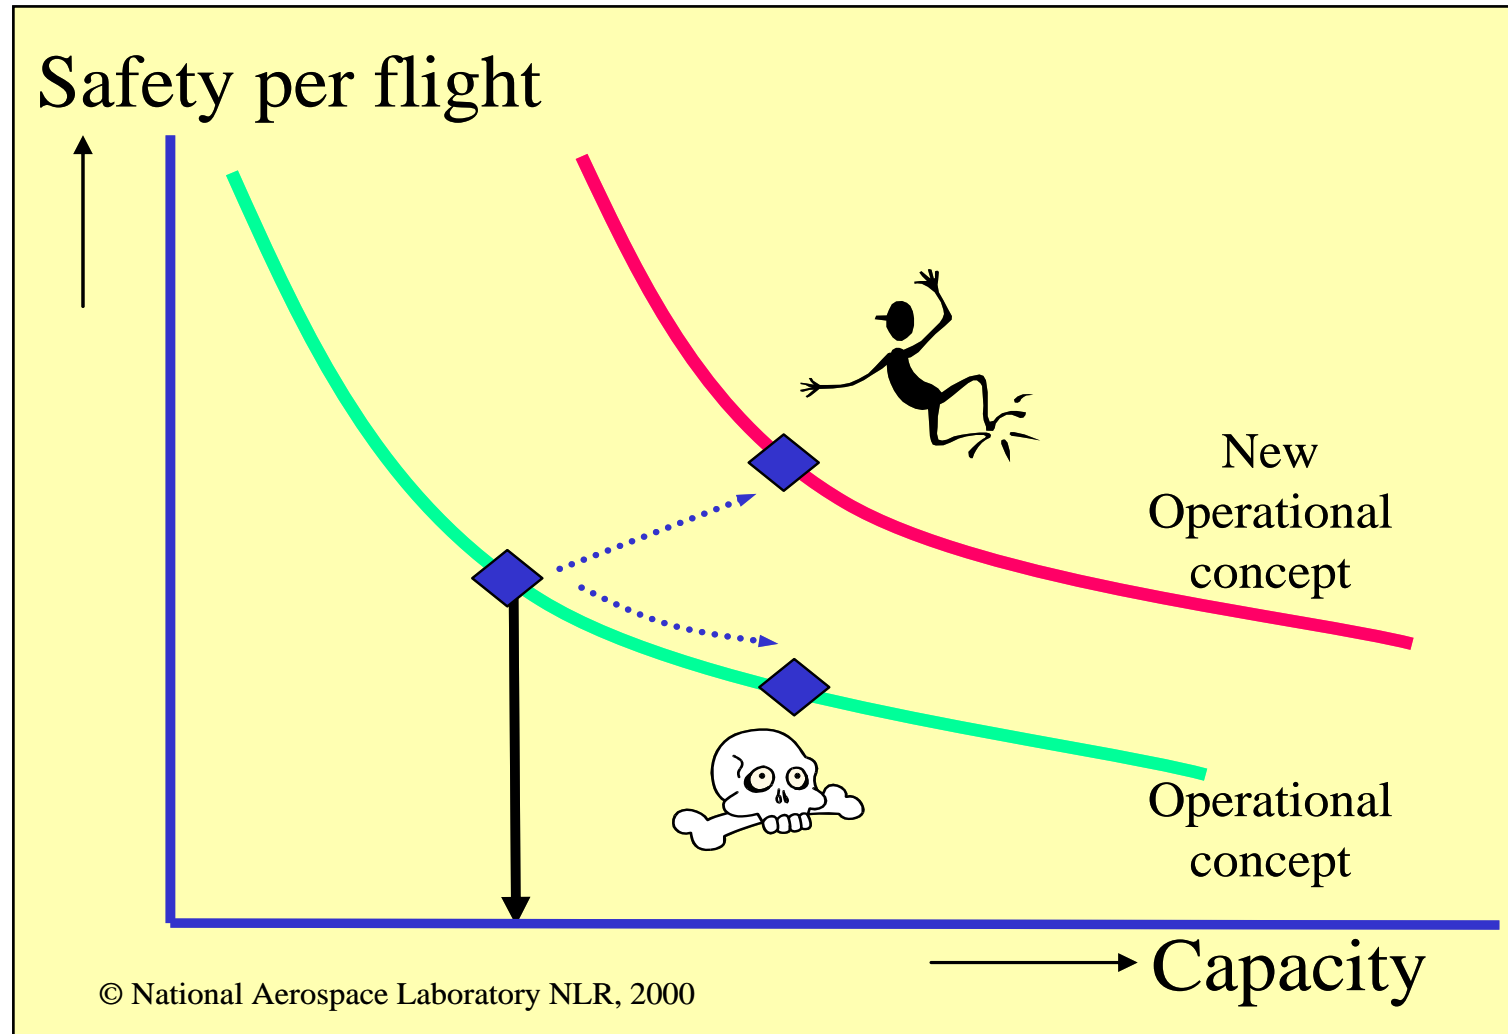 Safety per flight
New
Operational
concept
Operational
concept
Capacity
© National Aerospace Laboratory NLR, 2000